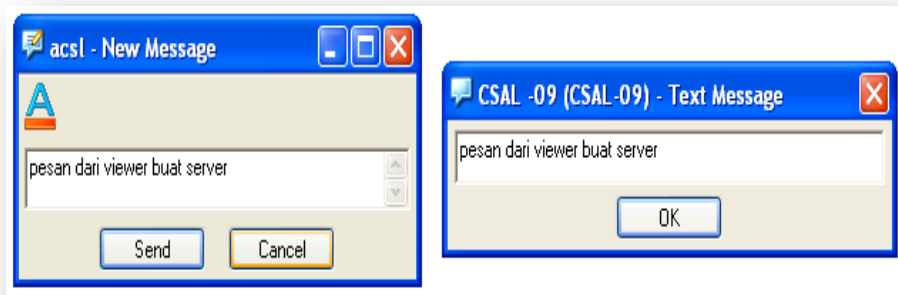 acsl - New Message
A
pesan dari viewer buat server
Send Cancel
CSAL -09 (CSAL-09) - Text Message
pesan dari viewer buat server
OK